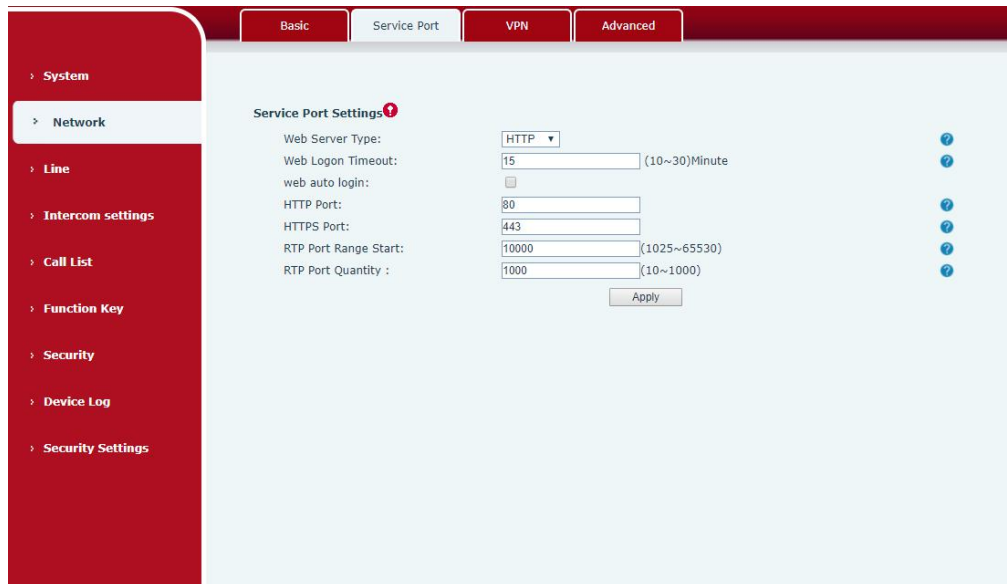 Basic
Service Port
VPN
Advanced
› System
› Network
› Line
› Intercom settings
› Call List
› Function Key
› Security
› Device Log
› Security Settings
Service Port Settings
Web Server Type: HTTP ▼ ?
Web Logon Timeout: 15 (10~30)Minute ?
web auto login:
HTTP Port: 80 ?
HTTPS Port: 443 ?
RTP Port Range Start: 10000 (1025~65530) ?
RTP Port Quantity : 1000 (10~1000) ?
Apply